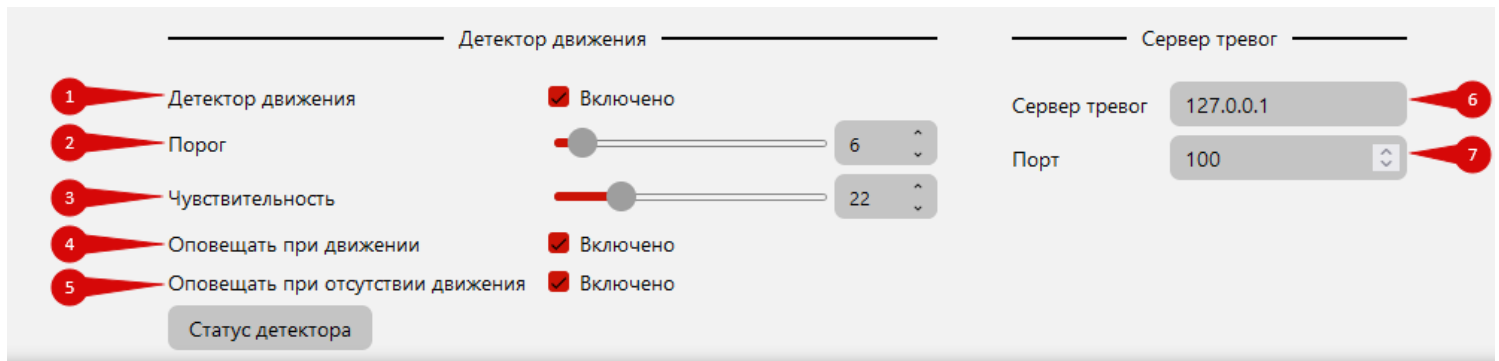 Детектор движения
1 Детектор движения Включено
2 Порог 6
3 Чувствительность 22
4 Оповещать при движении Включено
5 Оповещать при отсутствии движения Включено
Статус детектора
Сервер тревог
Сервер тревог 127.0.0.1 6
Порт 100 7